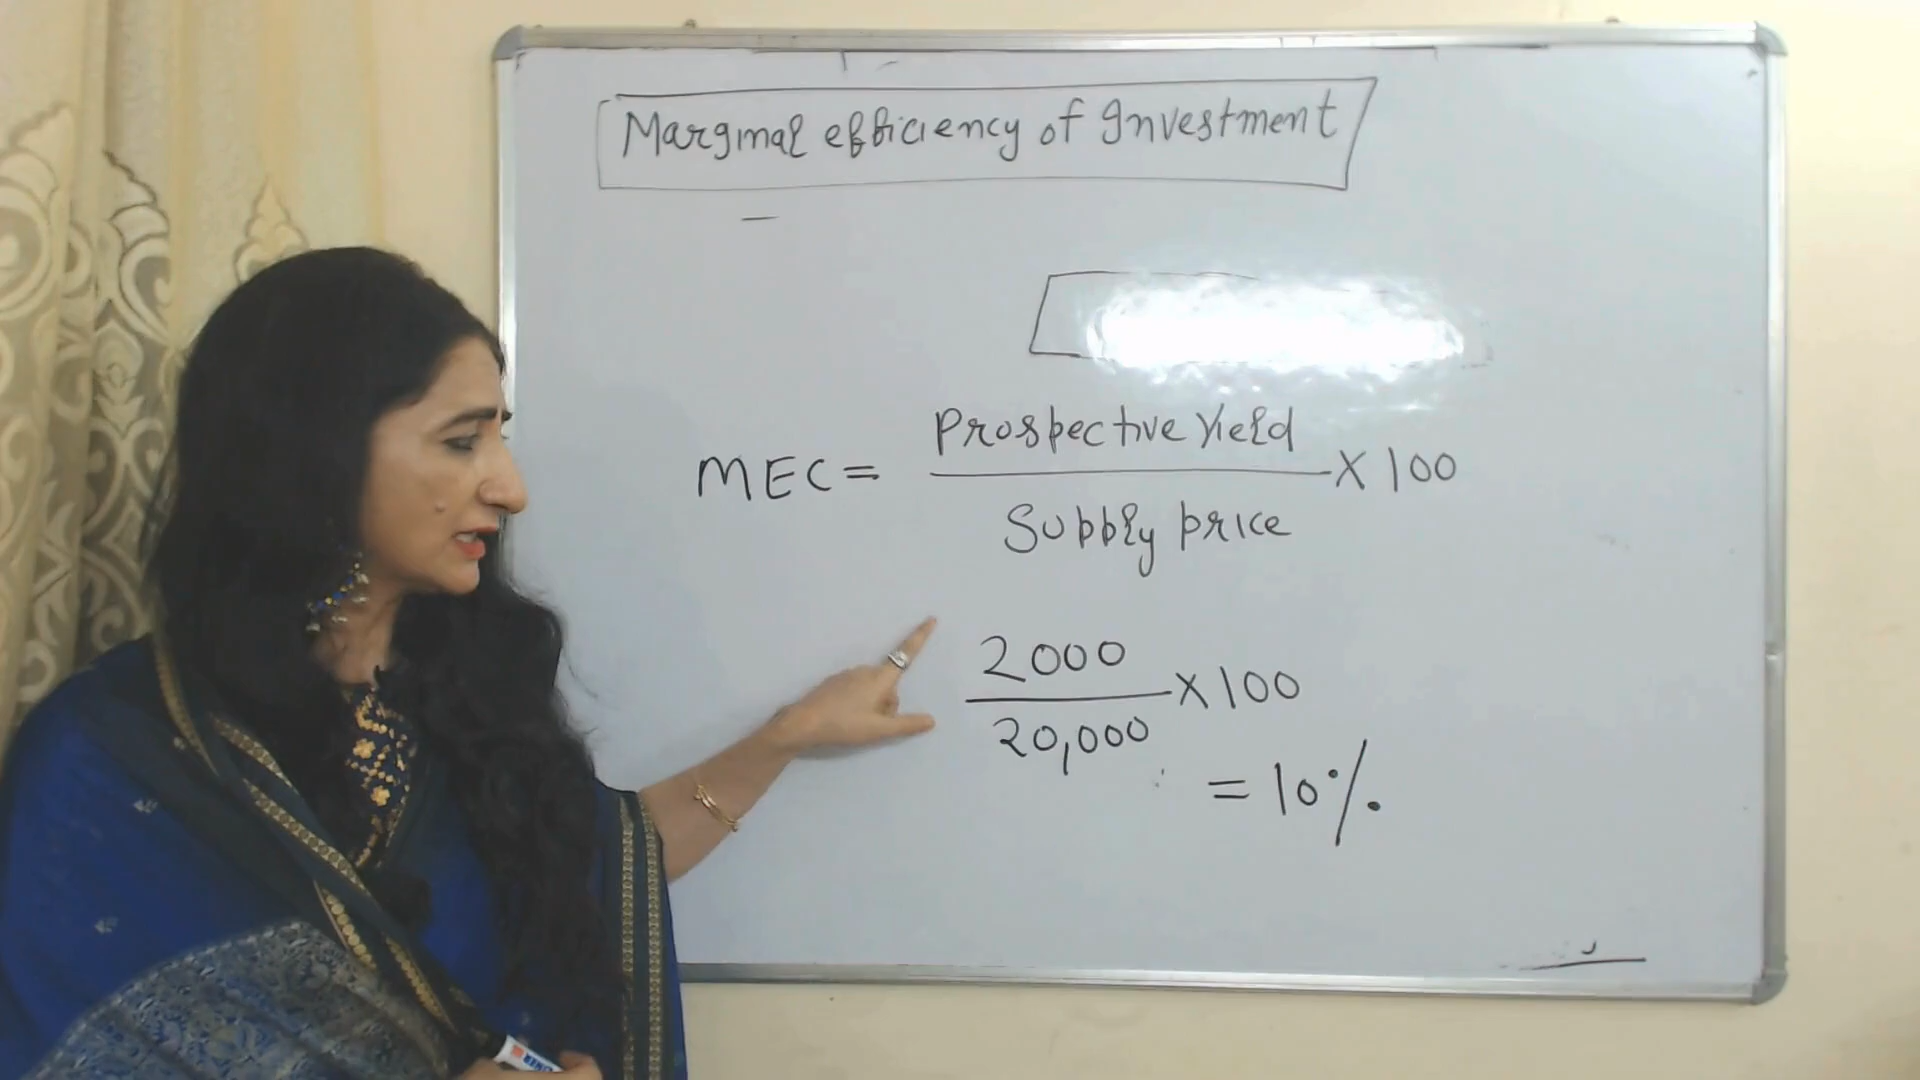 Marginal efficiency of Investment
MEC = Prospective Yield / Supply price X 100
2000 / 20,000 X 100
= 10%